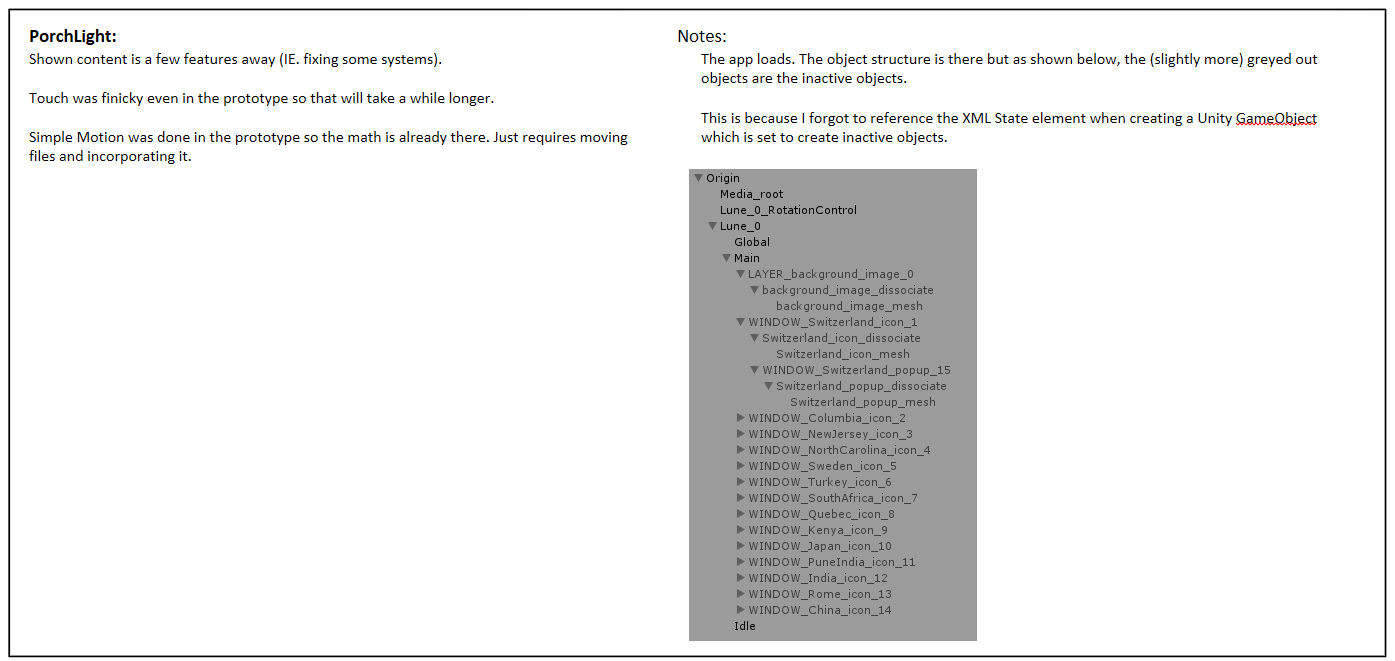 PorchLight:
Shown content is a few features away (IE. fixing some systems).
Touch was finicky even in the prototype so that will take a while longer.
Simple Motion was done in the prototype so the math is already there. Just requires moving
files and incorporating it.
Notes:
The app loads. The object structure is there but as shown below, the (slightly more) greyed out
objects are the inactive objects.
This is because I forgot to reference the XML State element when creating a Unity GameObject
which is set to create inactive objects.
Origin
Media_root
Lune_0_RotationControl
Lune_0
Global
Main
LAYER_background_image_0
background_image_dissociate
background_image_mesh
WINDOW_Switzerland_icon_1
Switzerland_icon_dissociate
Switzerland_icon_mesh
WINDOW_Switzerland_popup_15
Switzerland_popup_dissociate
Switzerland_popup_mesh
WINDOW_Columbia_icon_2
WINDOW_NewJersey_icon_3
WINDOW_NorthCarolina_icon_4
WINDOW_Sweden_icon_5
WINDOW_Turkey_icon_6
WINDOW_SouthAfrica_icon_7
WINDOW_Quebec_icon_8
WINDOW_Kenya_icon_9
WINDOW_Japan_icon_10
WINDOW_PuneIndia_icon_11
WINDOW_India_icon_12
WINDOW_Rome_icon_13
WINDOW_China_icon_14
Idle